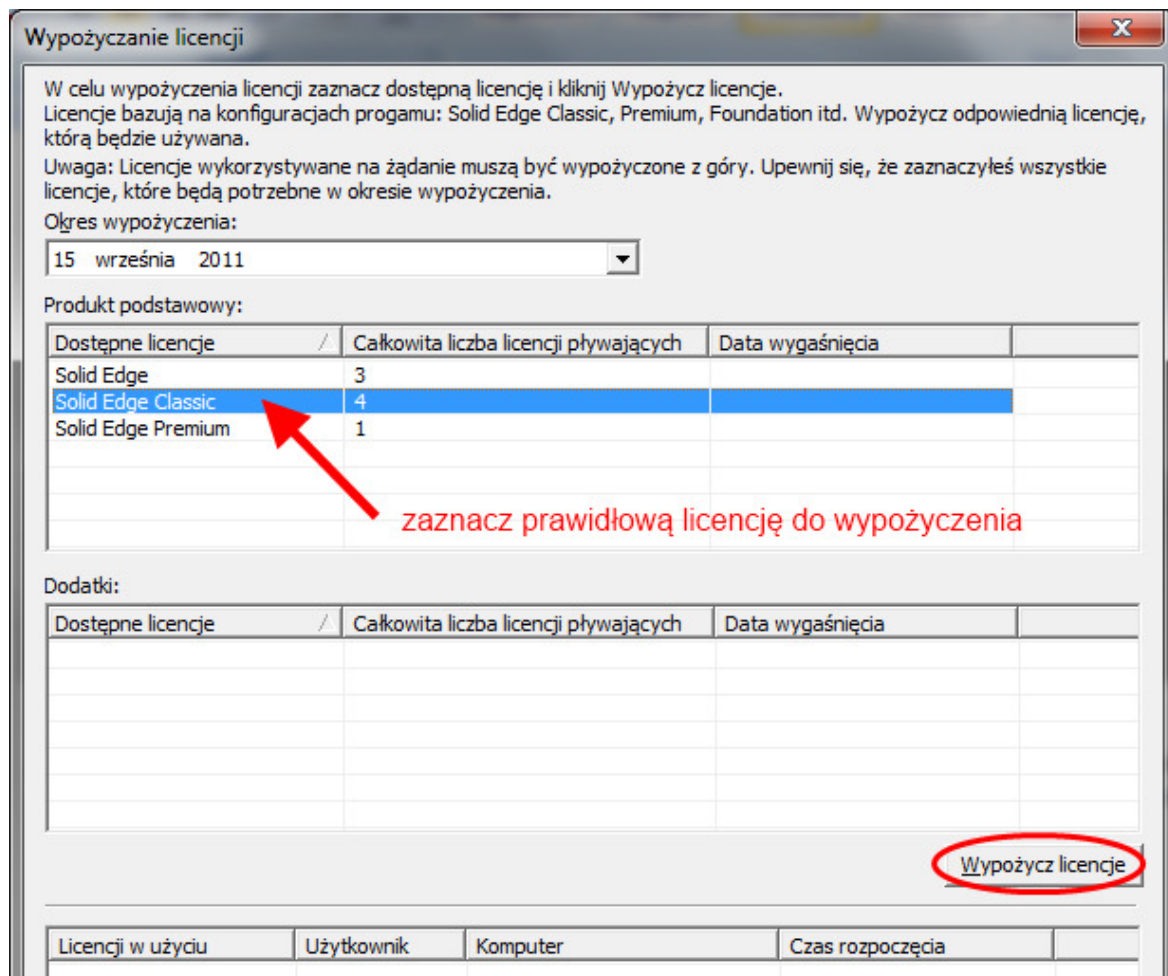 Wypożyczanie licencji
W celu wypożyczenia licencji zaznacz dostępną licencję i kliknij Wypożycz licencje.
Licencje bazują na konfiguracjach progamu: Solid Edge Classic, Premium, Foundation itd. Wypożycz odpowiednią licencję,
którą będzie używana.
Uwaga: Licencje wykorzystywane na żądanie muszą być wypożyczone z góry. Upewnij się, że zaznaczyłeś wszystkie
licencje, które będą potrzebne w okresie wypożyczenia.
Okres wypożyczenia:
15 września 2011
Produkt podstawowy:
Dostępne licencje Całkowita liczba licencji pływających Data wygaśnięcia
Solid Edge 3
Solid Edge Classic 4
Solid Edge Premium 1
zaznacz prawidłową licencję do wypożyczenia
Dodatki:
Dostępne licencje Całkowita liczba licencji pływających Data wygaśnięcia
Wypożycz licencje
Licencji w użyciu Użytkownik Komputer Czas rozpoczęcia